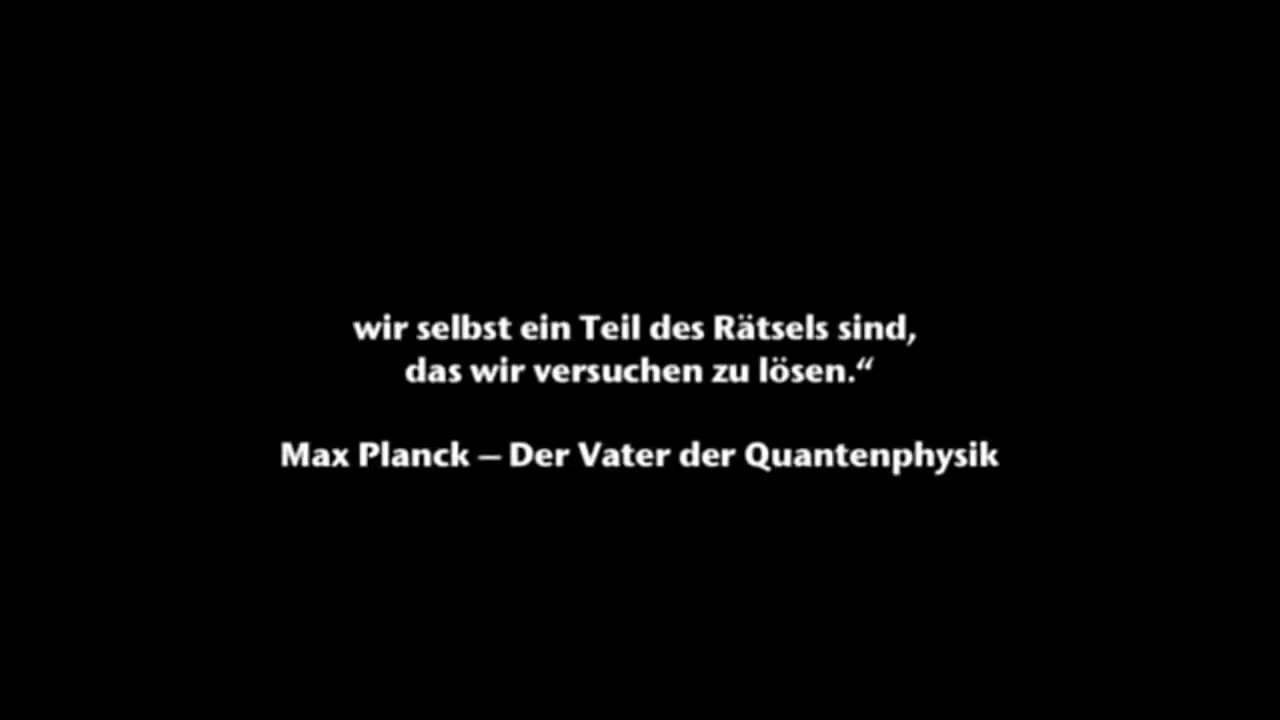 wir selbst ein Teil des Rätsels sind,
das wir versuchen zu lösen.“
Max Planck – Der Vater der Quantenphysik